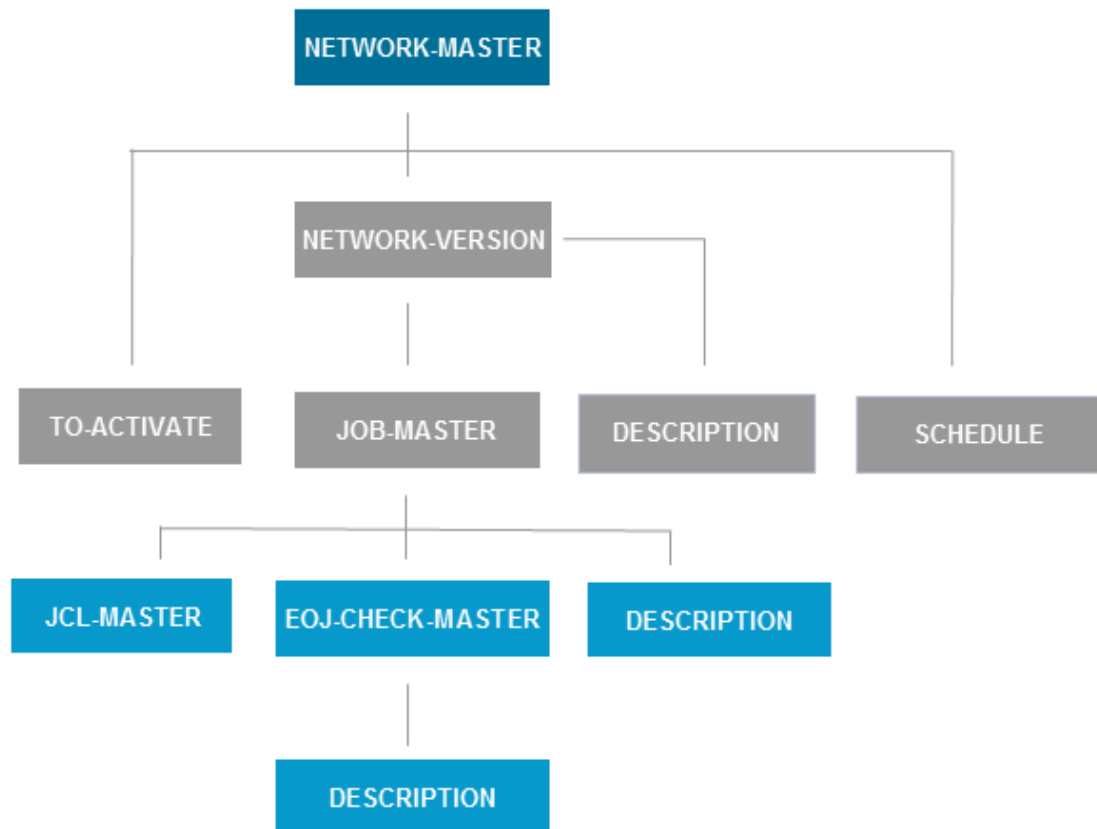 NETWORK-MASTER
NETWORK-VERSION
TO-ACTIVATE
JOB-MASTER
DESCRIPTION
SCHEDULE
JCL-MASTER
EOJ-CHECK-MASTER
DESCRIPTION
DESCRIPTION